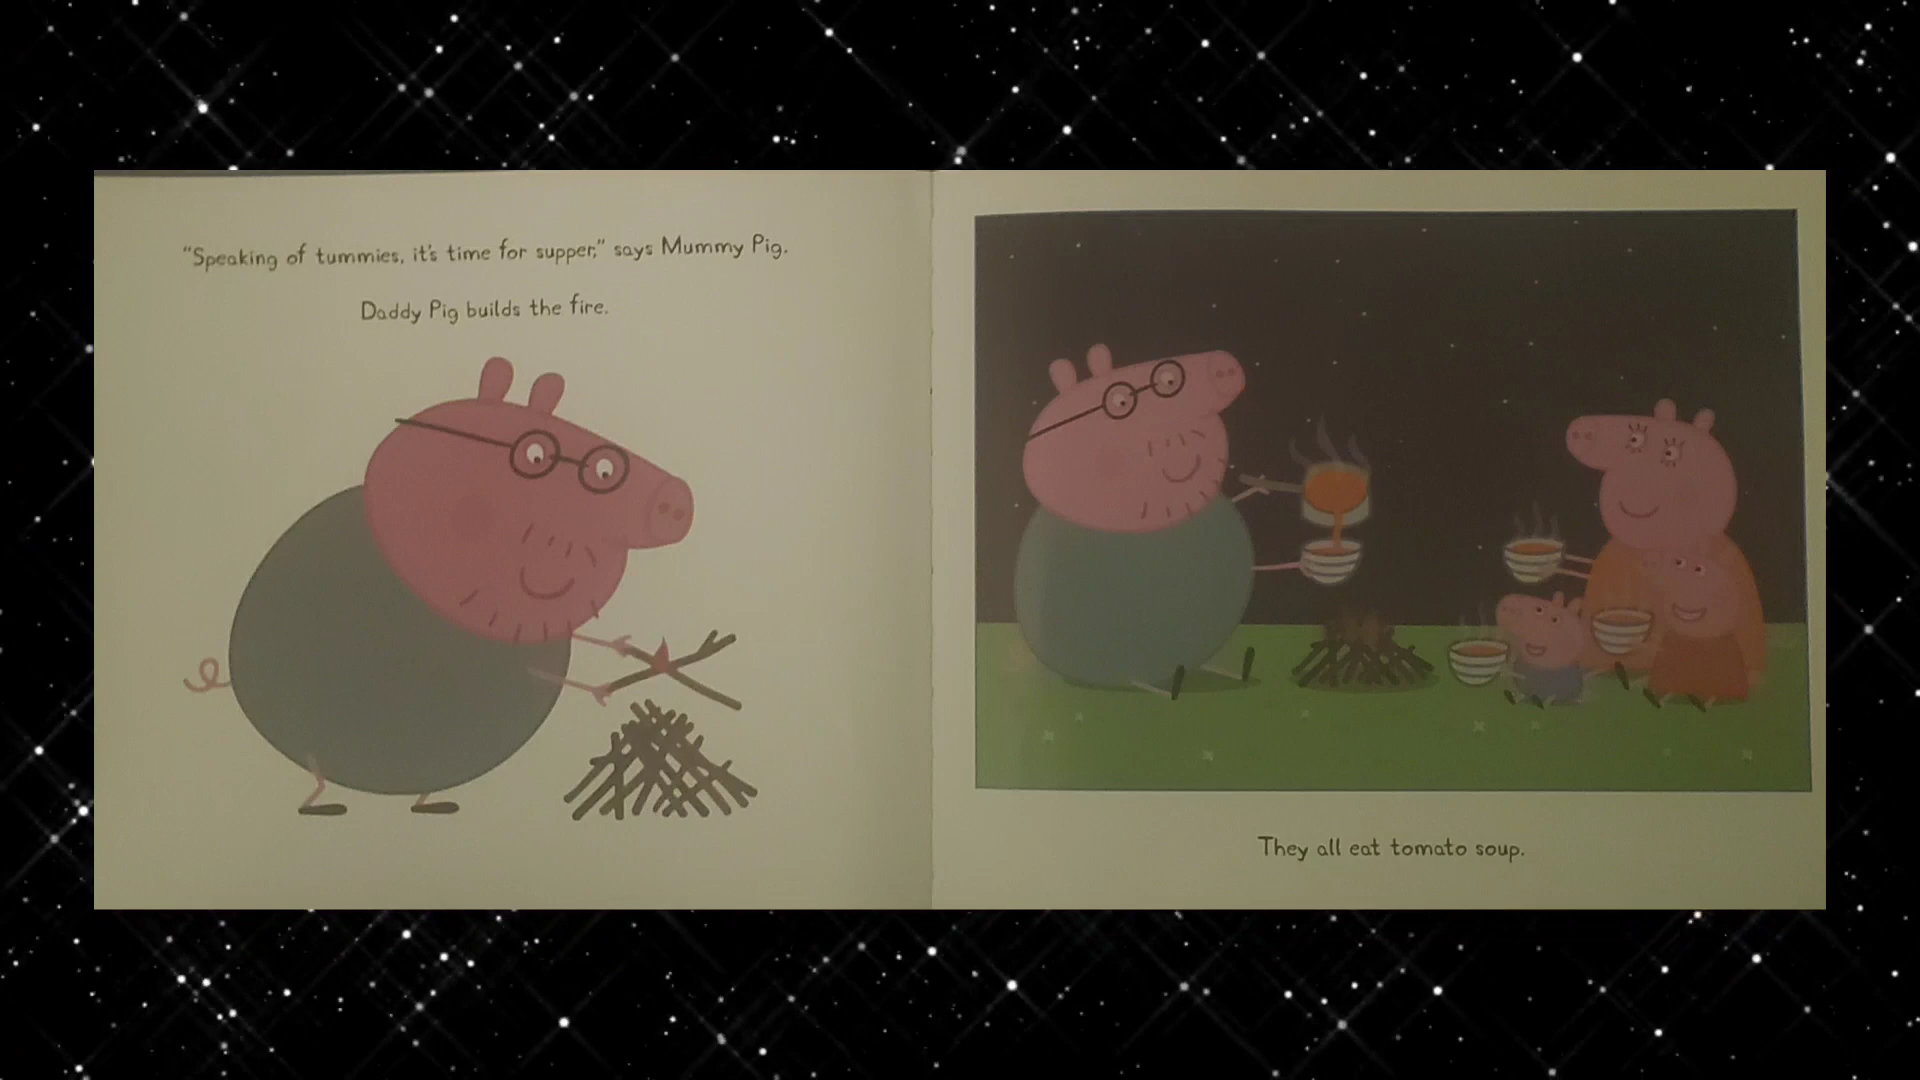 "Speaking of tummies, it's time for supper," says Mummy Pig.
Daddy Pig builds the fire.
They all eat tomato soup.